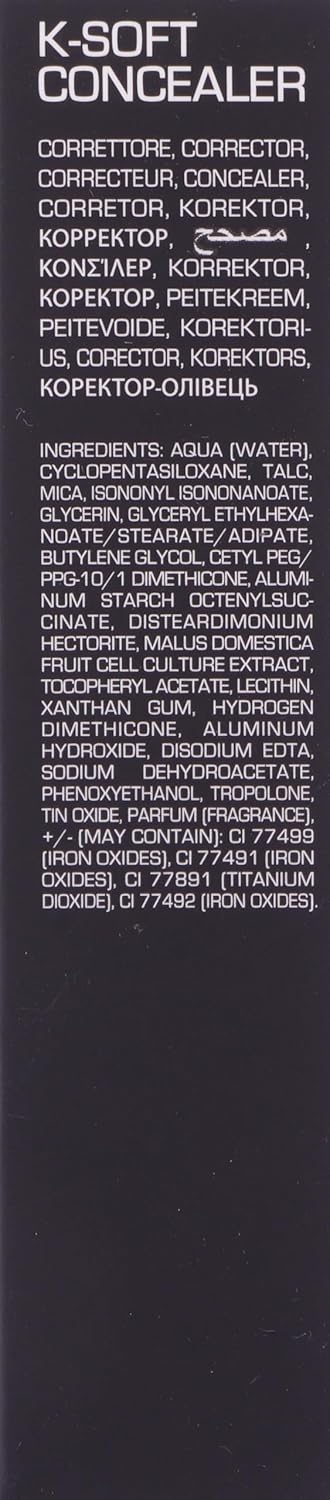 K-SOFT
CONCEALER
CORRETTORE, CORRECTOR,
CORRECTEUR, CONCEALER,
CORRETOR, KOREKTOR,
КОРРЕКТОР, مصحح ,
ΚΟΝΣΊΛΕΡ, KORREKTOR,
КОРЕКТОР, PEITEKREEM,
PEITEVOIDE, KOREKTORI-
US, CORECTOR, KOREKTORS,
КОРЕКТОР-ОЛІВЕЦЬ
INGREDIENTS: AQUA (WATER),
CYCLOPENTASILOXANE, TALC,
MICA, ISONONYL ISONONANOATE,
GLYCERIN, GLYCERYL ETHYLHEXA-
NOATE/STEARATE/ADIPATE,
BUTYLENE GLYCOL, CETYL PEG/
PPG-10/1 DIMETHICONE, ALUMI-
NUM STARCH OCTENYLSUC-
CINATE, DISTEARDIMONIUM
HECTORITE, MALUS DOMESTICA
FRUIT CELL CULTURE EXTRACT,
TOCOPHERYL ACETATE, LECITHIN,
XANTHAN GUM, HYDROGEN
DIMETHICONE, ALUMINUM
HYDROXIDE, DISODIUM EDTA,
SODIUM DEHYDROACETATE,
PHENOXYETHANOL, TROPOLONE,
TIN OXIDE, PARFUM (FRAGRANCE),
+/- (MAY CONTAIN): CI 77499
(IRON OXIDES), CI 77491 (IRON
OXIDES), CI 77891 (TITANIUM
DIOXIDE), CI 77492 (IRON OXIDES).